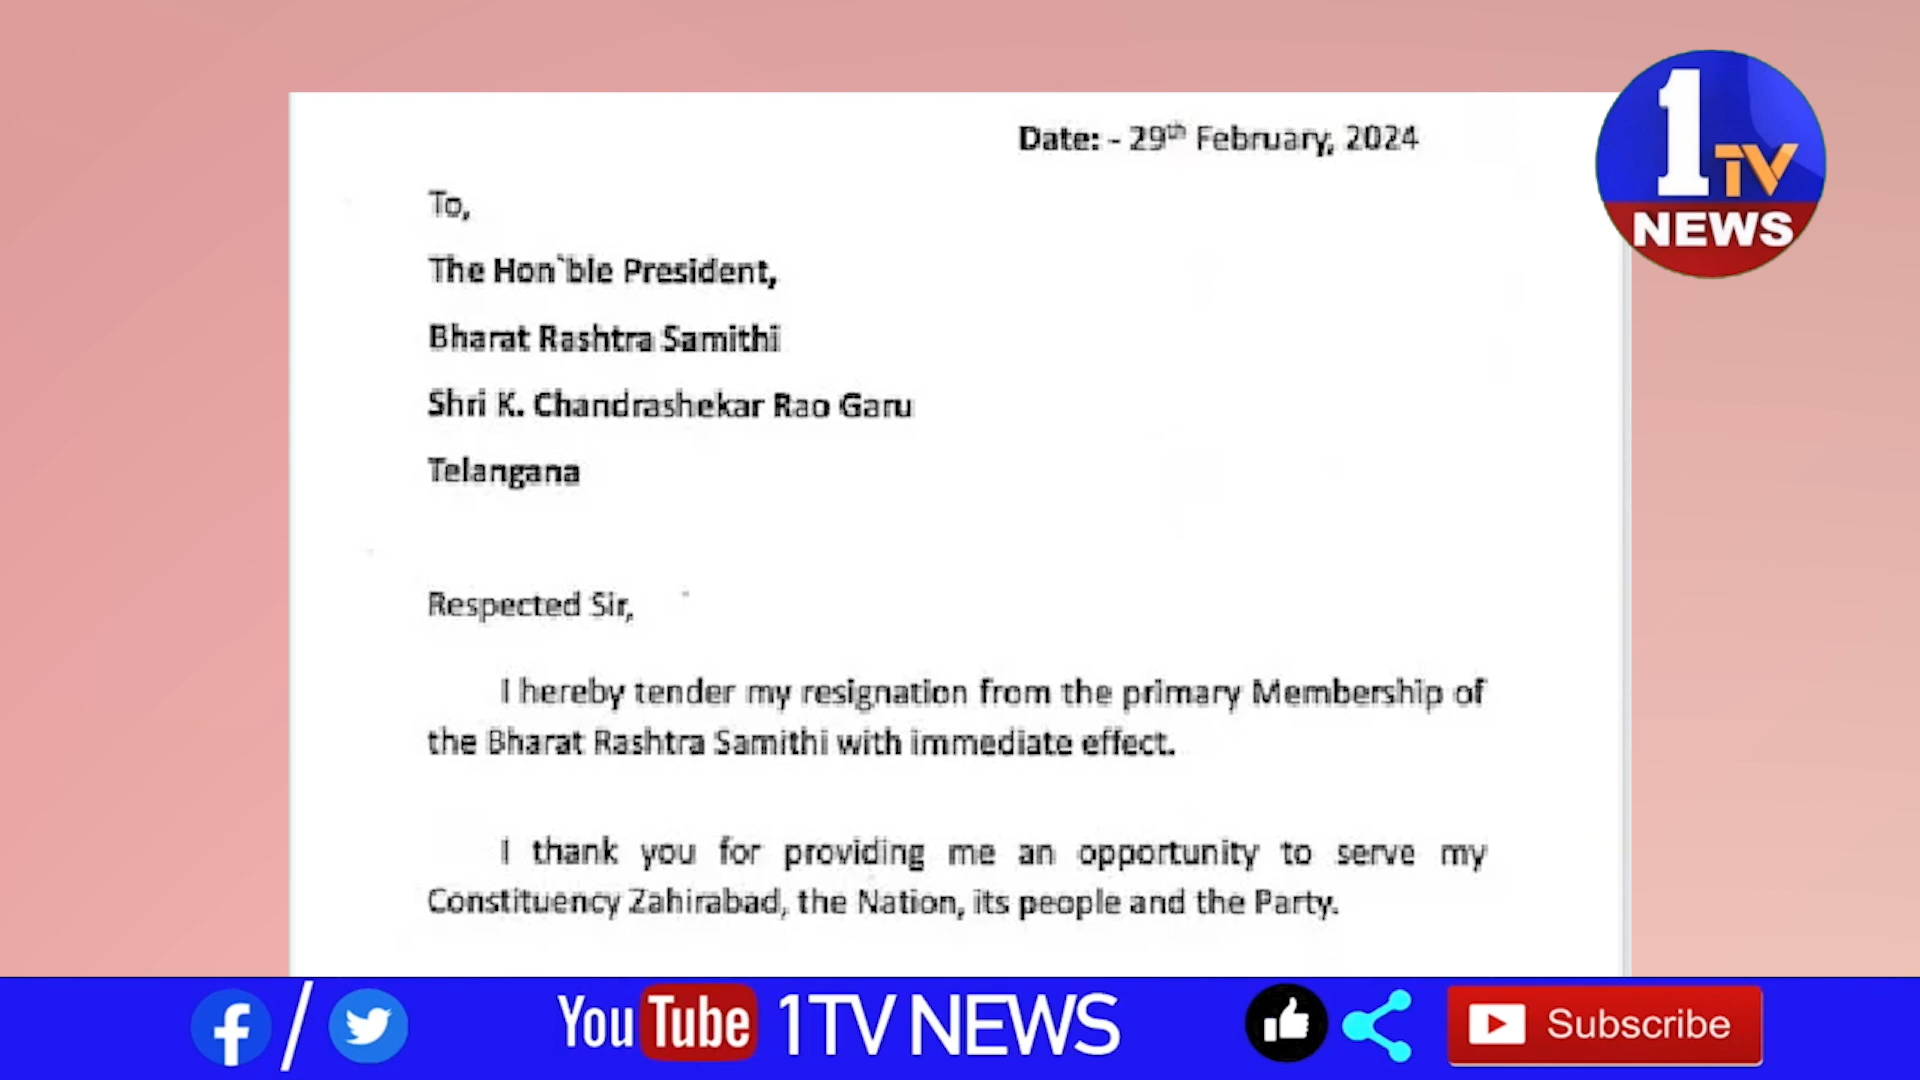 Date: - 29th February, 2024
1 TV
NEWS
To,
The Hon`ble President,
Bharat Rashtra Samithi
Shri K. Chandrashekar Rao Garu
Telangana
Respected Sir,
I hereby tender my resignation from the primary Membership of
the Bharat Rashtra Samithi with immediate effect.
I thank you for providing me an opportunity to serve my
Constituency Zahirabad, the Nation, its people and the Party.
f / YouTube 1TV NEWS Subscribe